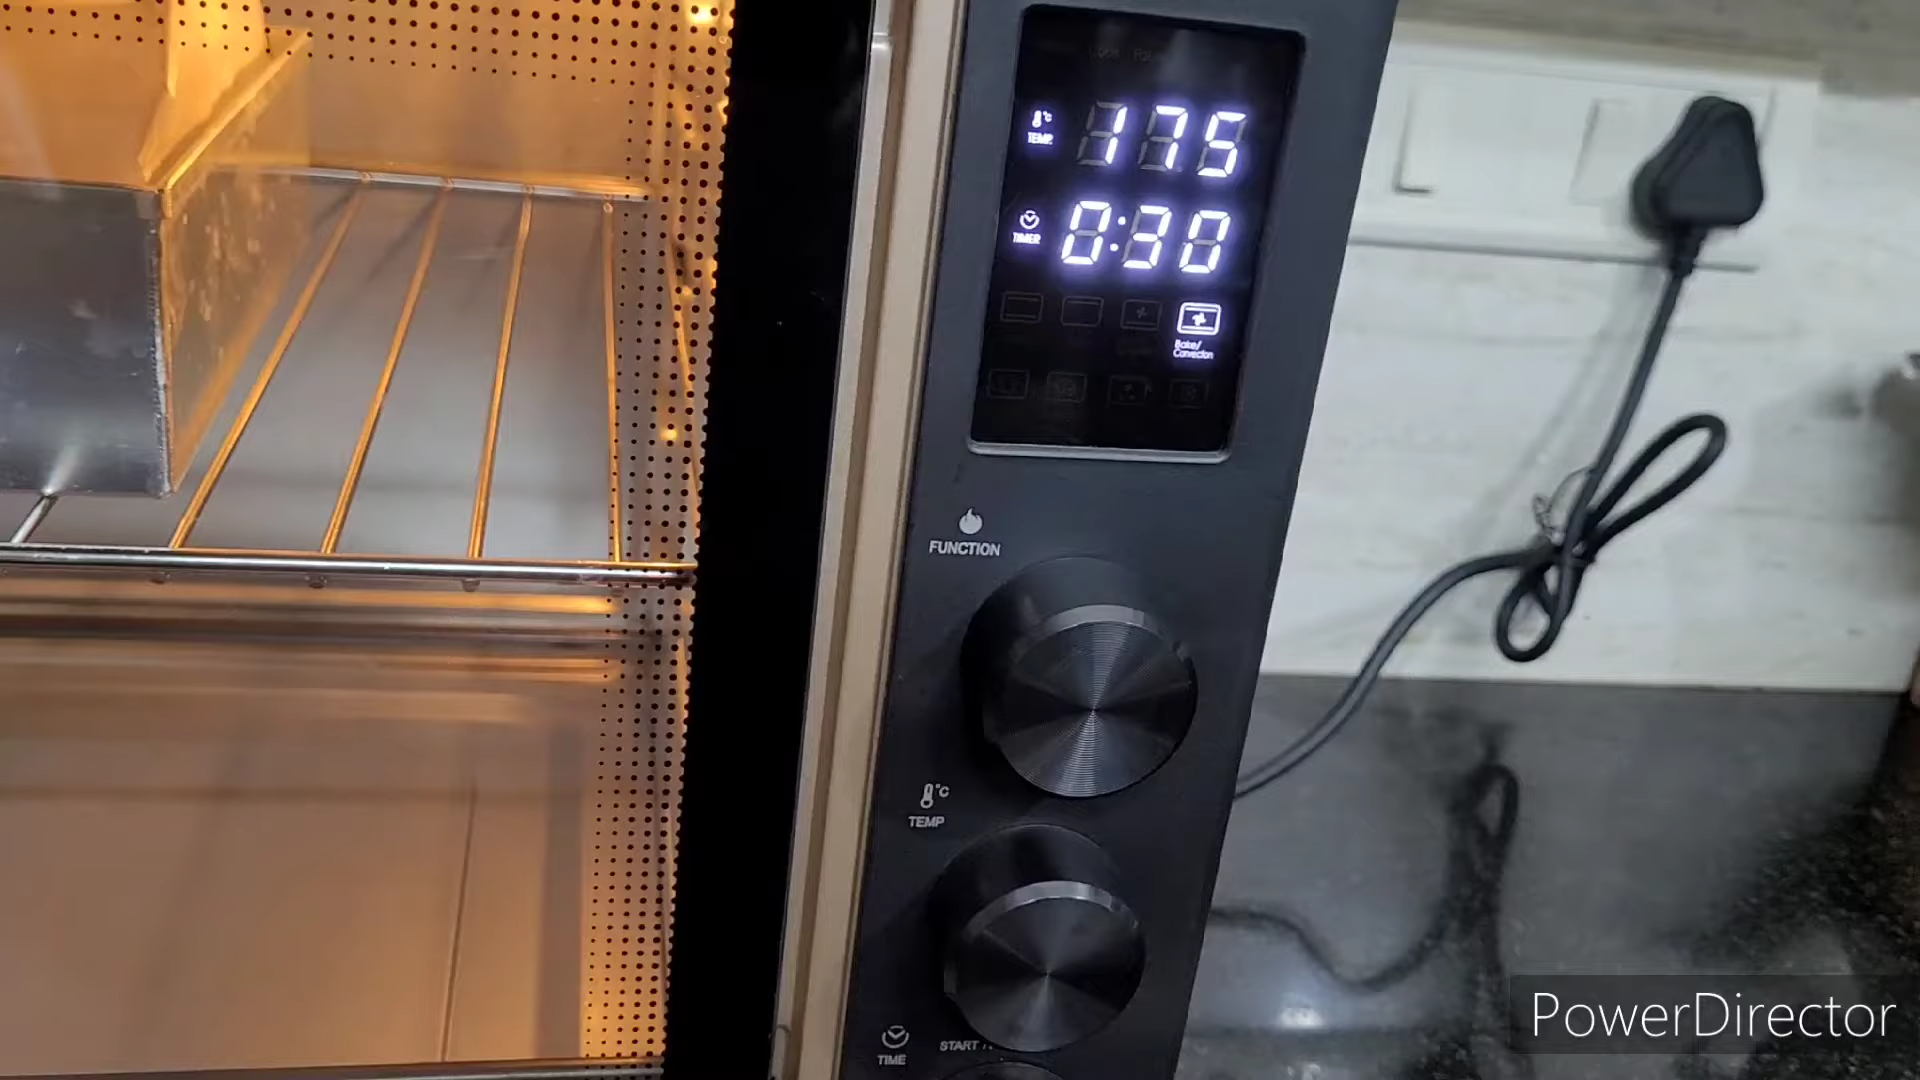 °C
TEMP
175
TIMER
0:30
Bake/
Convection
FUNCTION
°C
TEMP
TIME
START /
PowerDirector